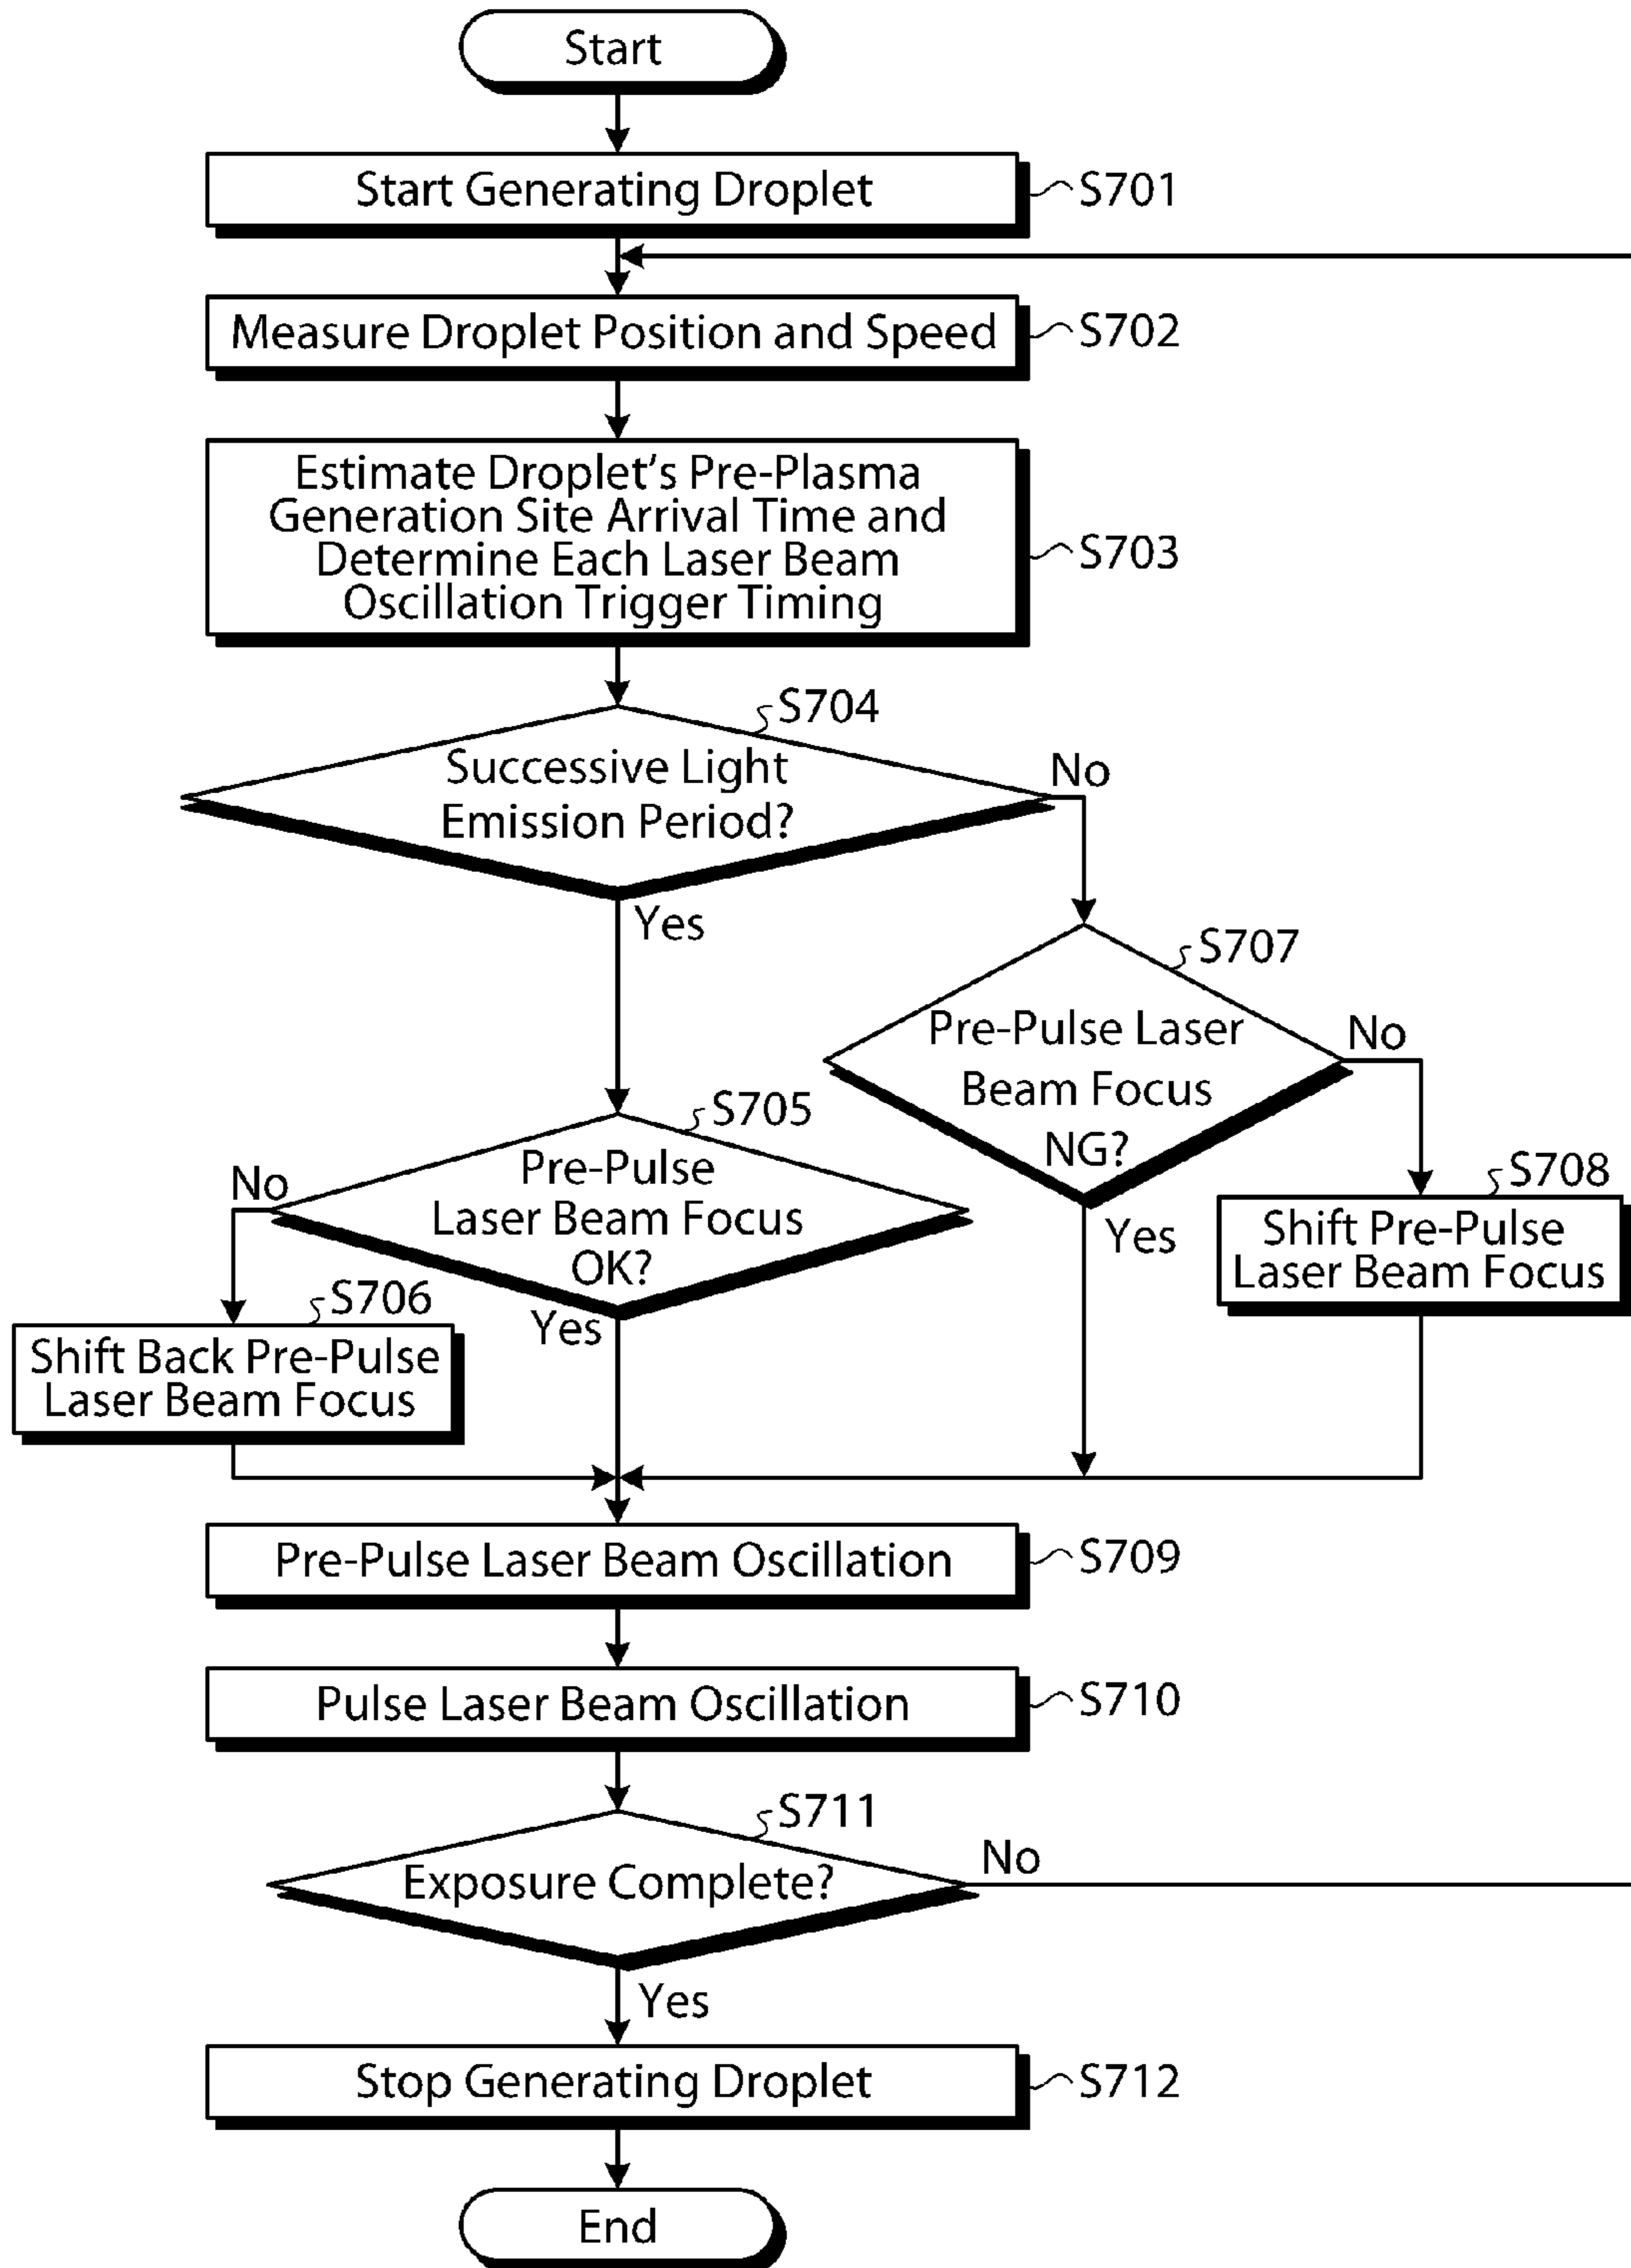 Start
Start Generating Droplet
S701
Measure Droplet Position and Speed
S702
Estimate Droplet's Pre-Plasma
Generation Site Arrival Time and
Determine Each Laser Beam
Oscillation Trigger Timing
S703
S704
Successive Light
Emission Period?
No
Yes
S707
Pre-Pulse Laser
Beam Focus
NG?
No
Yes
S705
Pre-Pulse
Laser Beam Focus
OK?
No
Yes
S708
Shift Pre-Pulse
Laser Beam Focus
S706
Shift Back Pre-Pulse
Laser Beam Focus
Pre-Pulse Laser Beam Oscillation
S709
Pulse Laser Beam Oscillation
S710
S711
Exposure Complete?
No
Yes
Stop Generating Droplet
S712
End